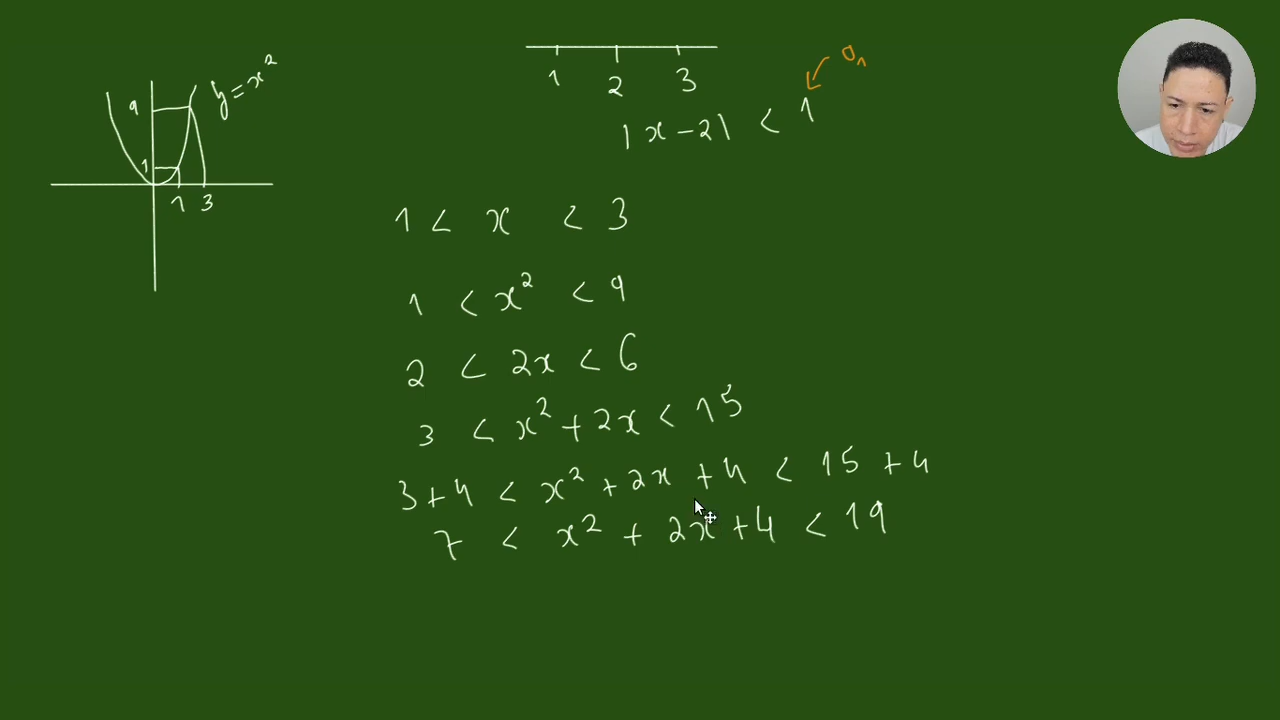 y = x²
9
1
1 3
1 2 3
δ₁
|x - 2| < 1
1 < x < 3
1 < x² < 9
2 < 2x < 6
3 < x² + 2x < 15
3 + 4 < x² + 2x + 4 < 15 + 4
7 < x² + 2x + 4 < 19